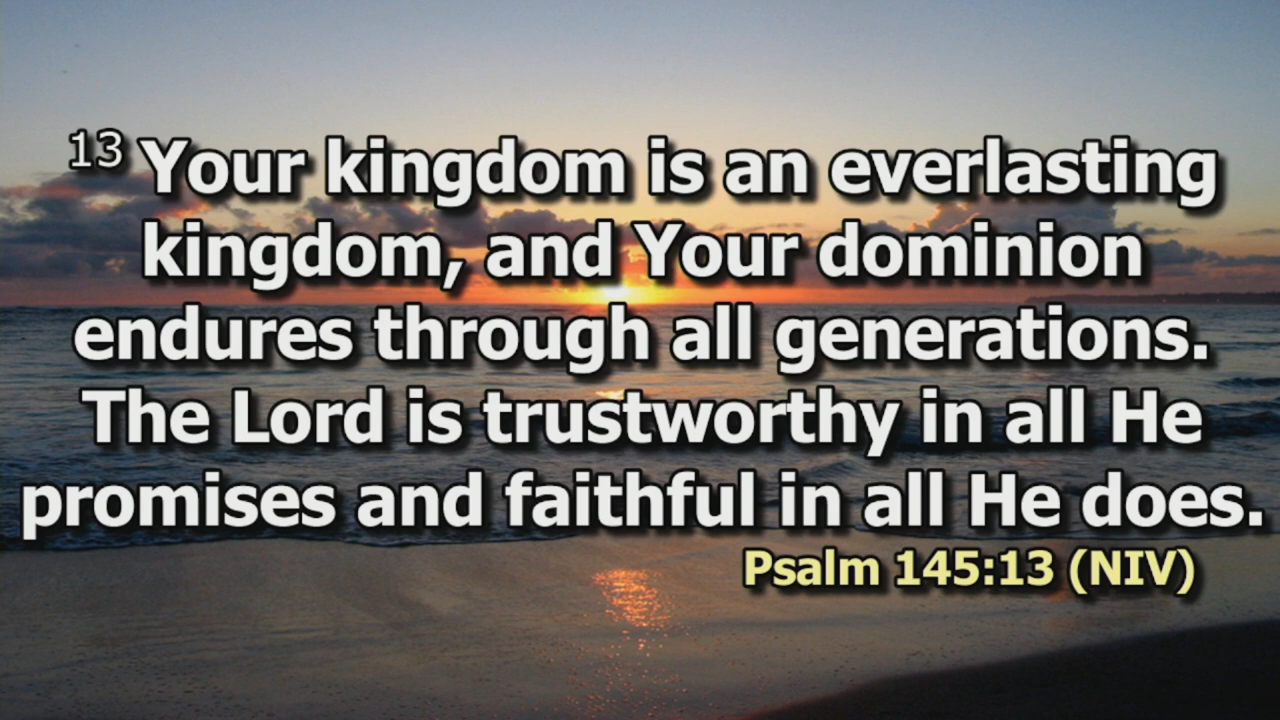 13 Your kingdom is an everlasting
kingdom, and Your dominion
endures through all generations.
The Lord is trustworthy in all He
promises and faithful in all He does.
Psalm 145:13 (NIV)